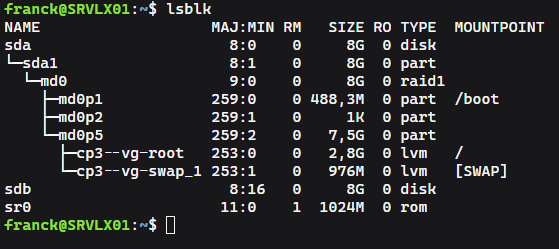 franck@SRVLX01:~$ lsblk
NAME                  MAJ:MIN RM   SIZE RO TYPE  MOUNTPOINT
sda                     8:0    0     8G  0 disk
└─sda1                  8:1    0     8G  0 part
  └─md0                 9:0    0     8G  0 raid1
    ├─md0p1           259:0    0 488,3M  0 part  /boot
    ├─md0p2           259:1    0     1K  0 part
    └─md0p5           259:2    0   7,5G  0 part
      ├─cp3--vg-root  253:0    0   2,8G  0 lvm   /
      └─cp3--vg-swap_1 253:1    0   976M  0 lvm   [SWAP]
sdb                     8:16   0     8G  0 disk
sr0                    11:0    1  1024M  0 rom
franck@SRVLX01:~$